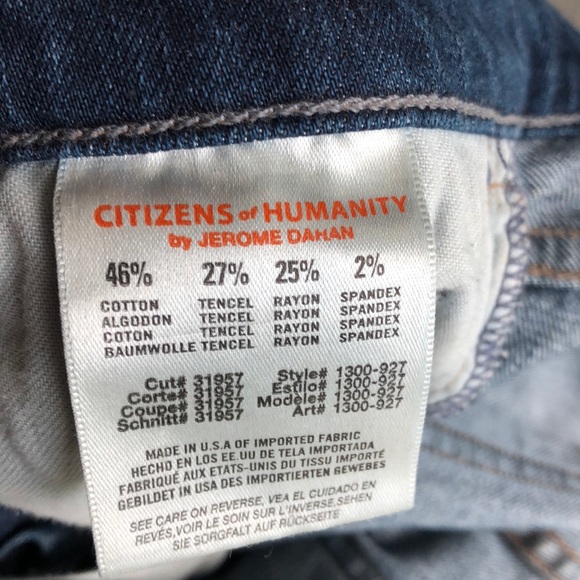 CITIZENS of HUMANITY
by JEROME DAHAN
46% 27% 25% 2%
COTTON TENCEL RAYON SPANDEX
ALGODON TENCEL RAYON SPANDEX
COTON TENCEL RAYON SPANDEX
BAUMWOLLE TENCEL RAYON SPANDEX
Cut# 31957 Style# 1300-927
Corte# 31957 Estilo# 1300-927
Coupe# 31957 Modele# 1300-927
Schnitt# 31957 Art# 1300-927
MADE IN U.S.A OF IMPORTED FABRIC
HECHO EN LOS EE.UU DE TELA IMPORTADA
FABRIQUÉ AUX ETATS-UNIS DU TISSU IMPORTÉ
GEBILDET IN USA DES IMPORTIERTEN GEWEBES
SEE CARE ON REVERSE, VEA EL CUIDADO EN
REVÉS, VOIR LE SOIN SUR L'INVERSE, SEHEN
SIE SORGFALT AUF RÜCKSEITE